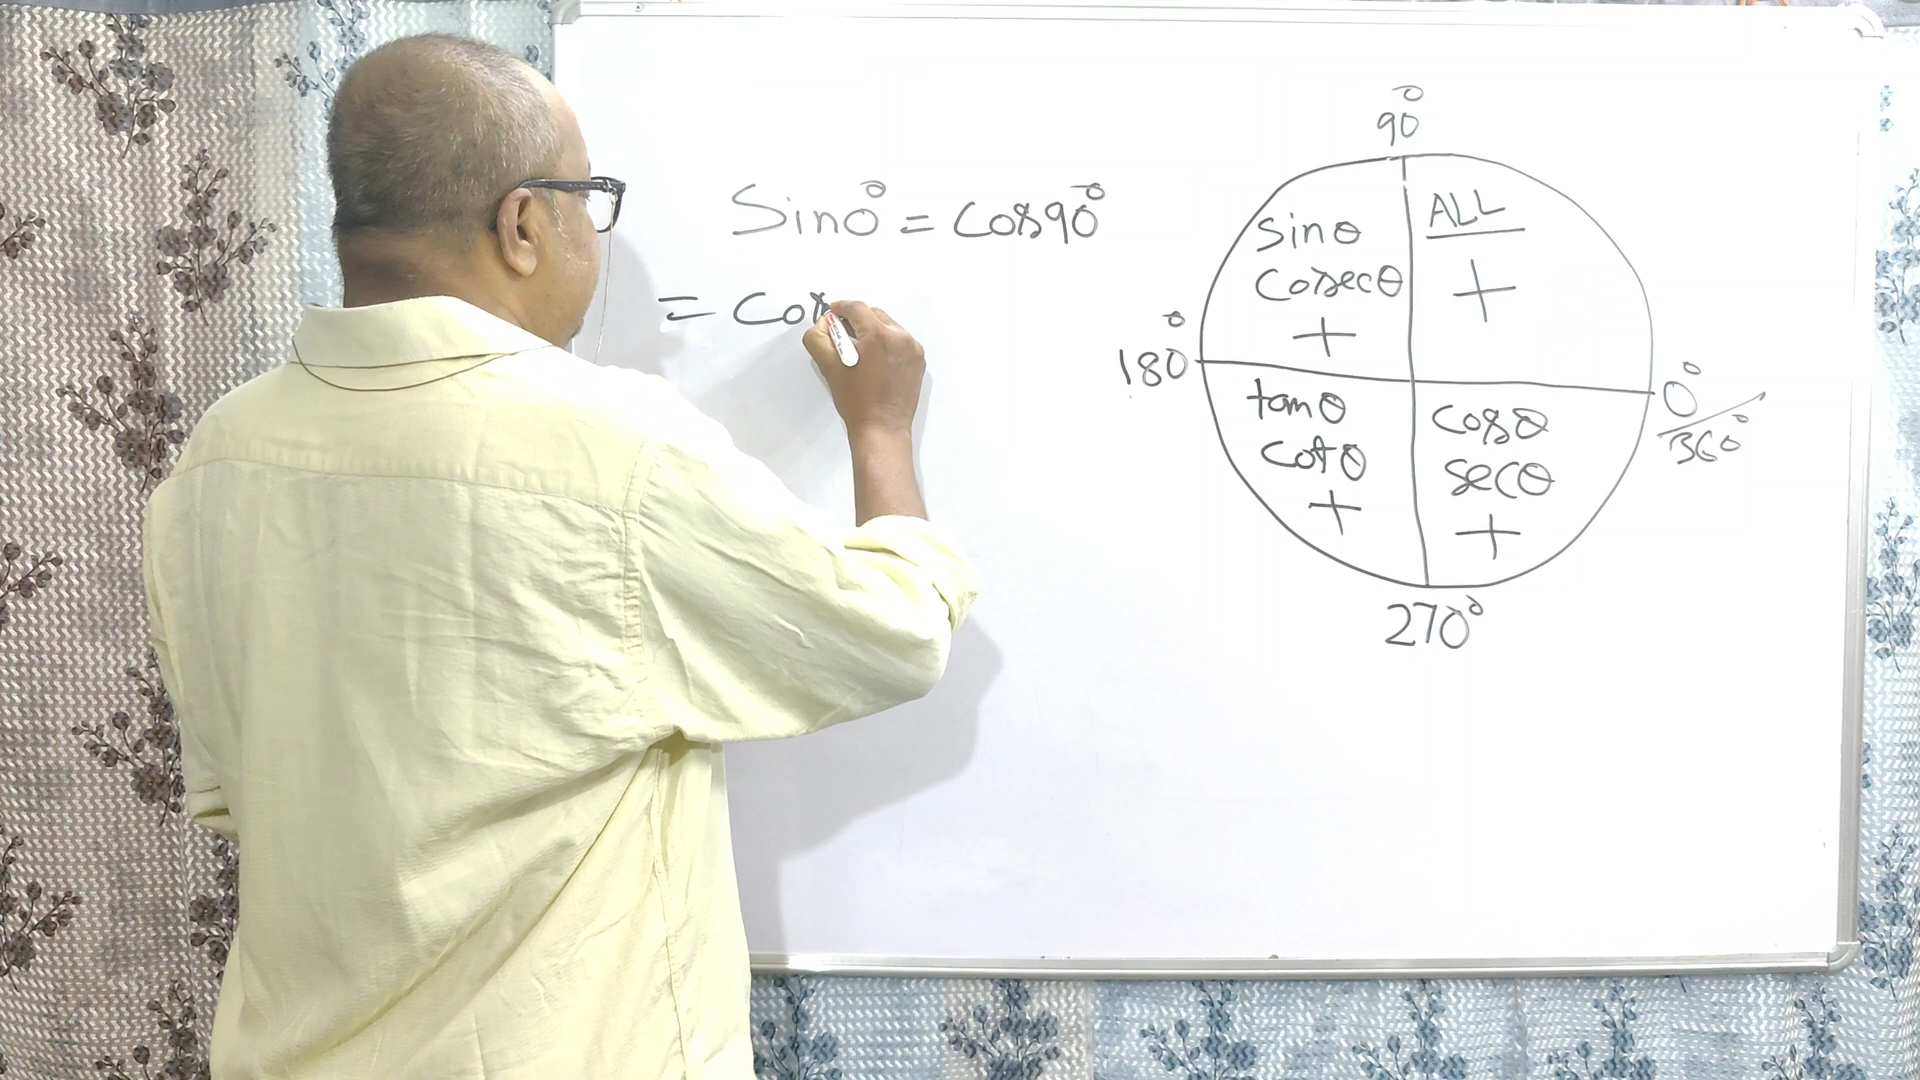 Sin0° = cos90°
= cos
90°
sinθ
cosecθ
+
ALL
+
180°
0°/360°
tanθ
cotθ
+
cosθ
secθ
+
270°